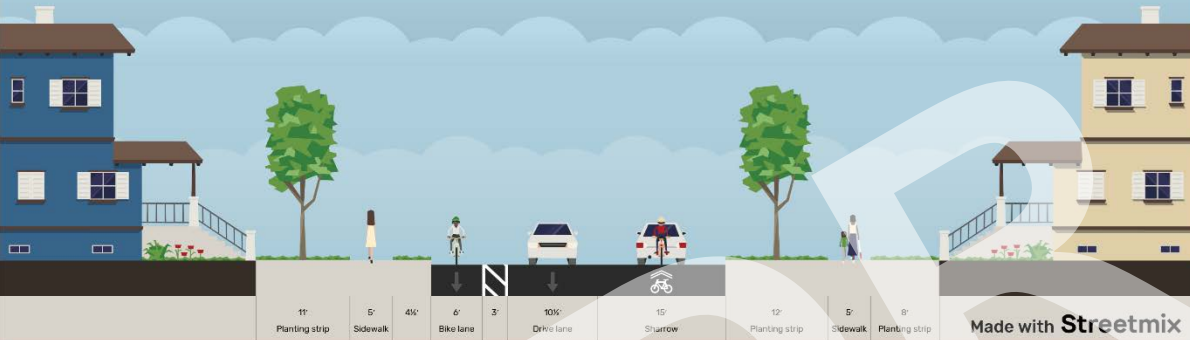 11' 5' 4½' 6' 3' 10½' 15' 12' 5' 8'
Planting strip Sidewalk Bike lane Drive lane Sharrow Planting strip Sidewalk Planting strip
Made with Streetmix